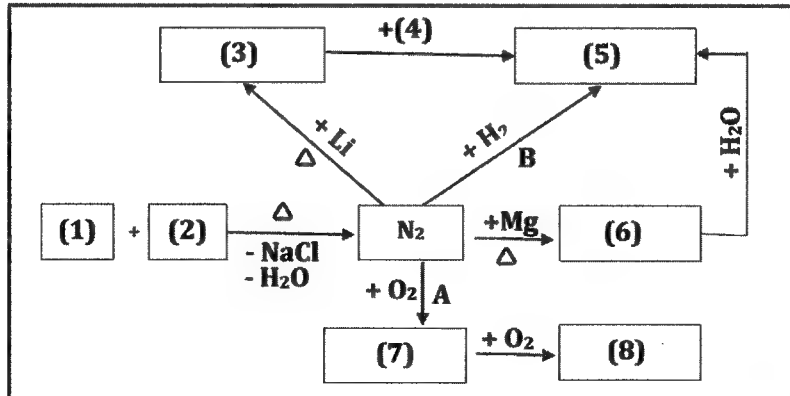 +(4)
(3)
(5)
+ Li
Δ
+ H₂
B
+ H₂O
(1)
+
(2)
Δ
- NaCl
- H₂O
N₂
+Mg
Δ
(6)
+ O₂
A
(7)
+ O₂
(8)